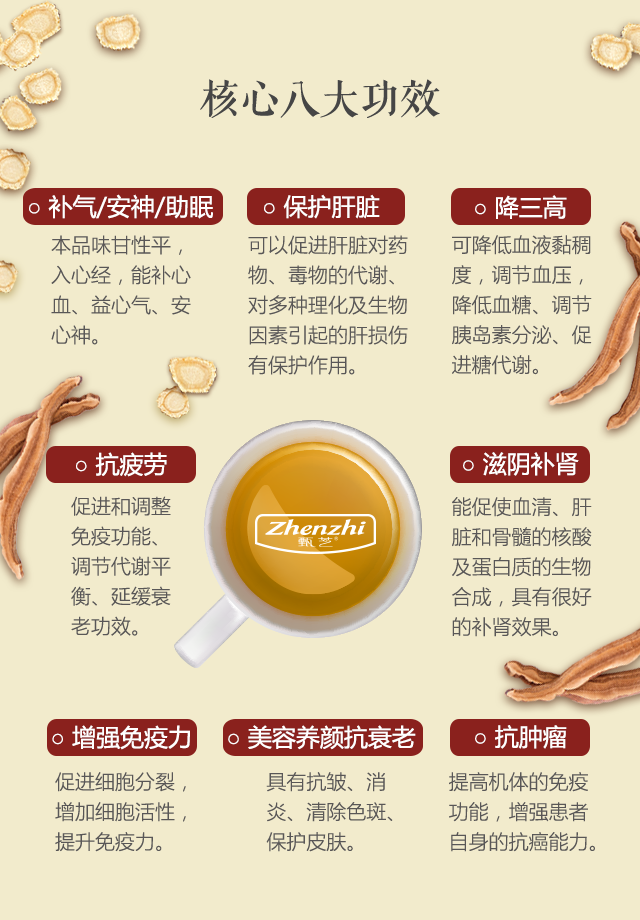 核心八大功效
补气/安神/助眠
本品味甘性平，
入心经，能补心
血、益心气、安
心神。
保护肝脏
可以促进肝脏对药
物、毒物的代谢、
对多种理化及生物
因素引起的肝损伤
有保护作用。
降三高
可降低血液黏稠
度，调节血压，
降低血糖、调节
胰岛素分泌、促
进糖代谢。
抗疲劳
促进和调整
免疫功能、
调节代谢平
衡、延缓衰
老功效。
Zhenzhi
甄芝®
滋阴补肾
能促使血清、肝
脏和骨髓的核酸
及蛋白质的生物
合成，具有很好
的补肾效果。
增强免疫力
促进细胞分裂，
增加细胞活性，
提升免疫力。
美容养颜抗衰老
具有抗皱、消
炎、清除色斑、
保护皮肤。
抗肿瘤
提高机体的免疫
功能，增强患者
自身的抗癌能力。